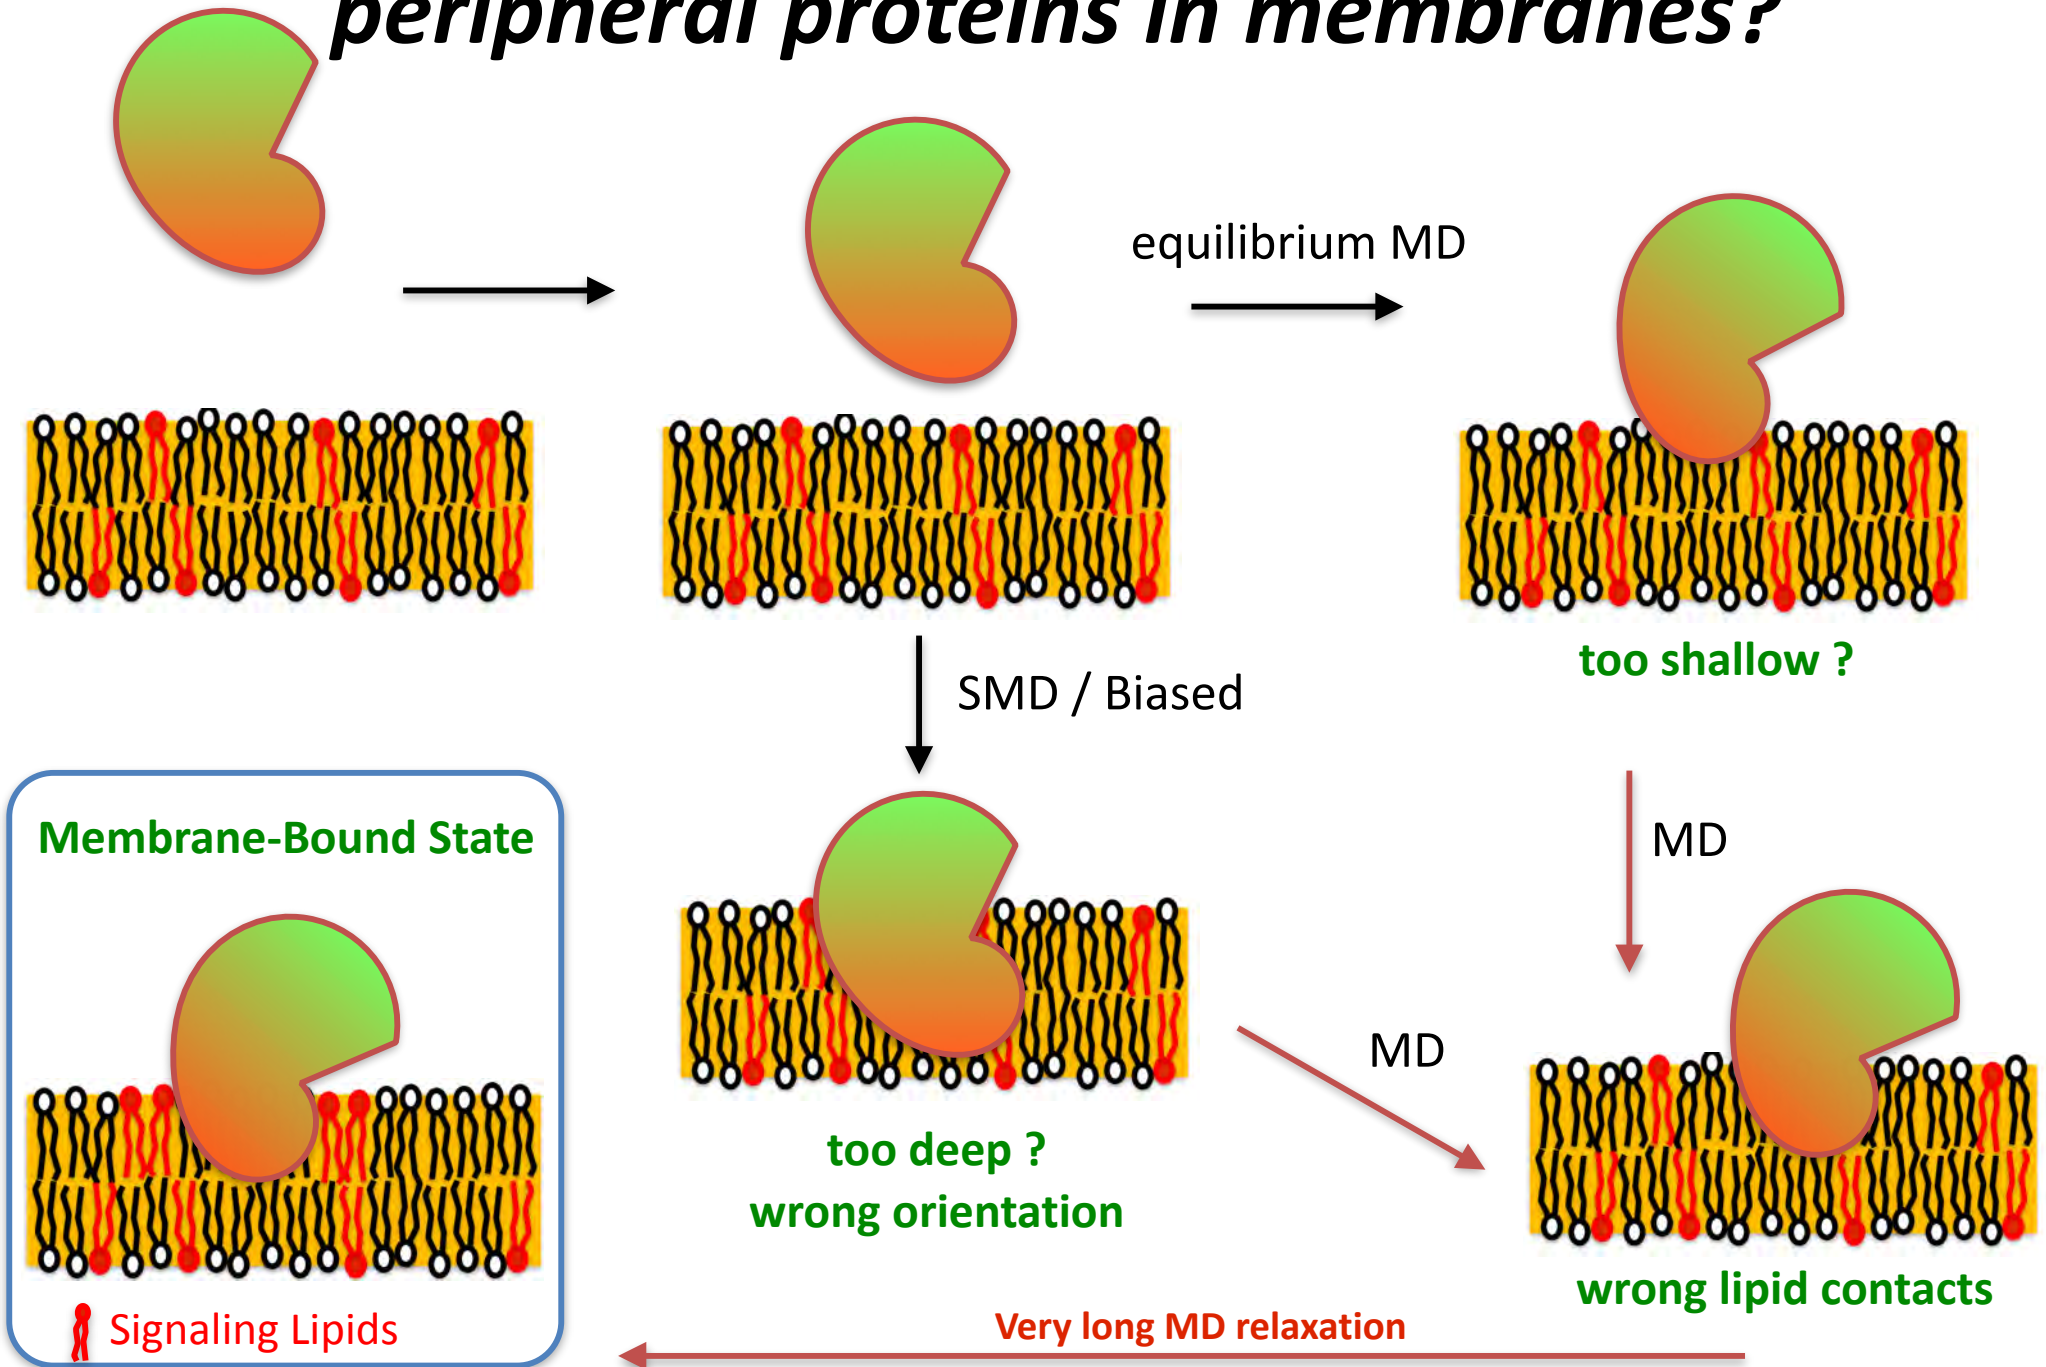 peripheral proteins in membranes?
equilibrium MD
too shallow ?
SMD / Biased
Membrane-Bound State
MD
MD
too deep ?
wrong orientation
wrong lipid contacts
Signaling Lipids
Very long MD relaxation